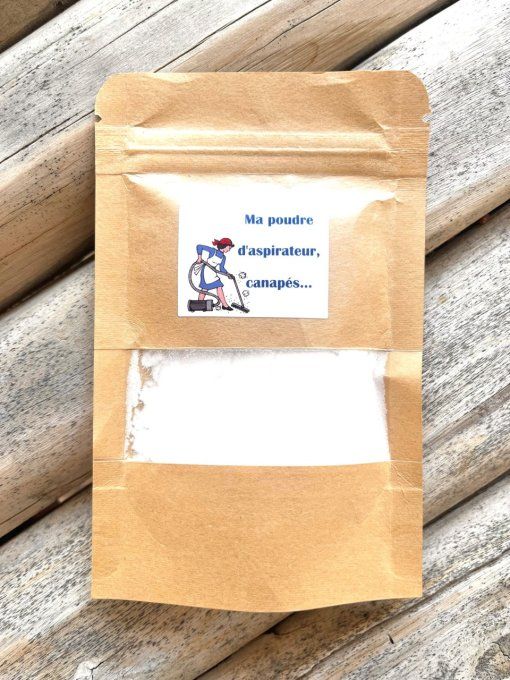 Ma poudre
d'aspirateur,
canapés...